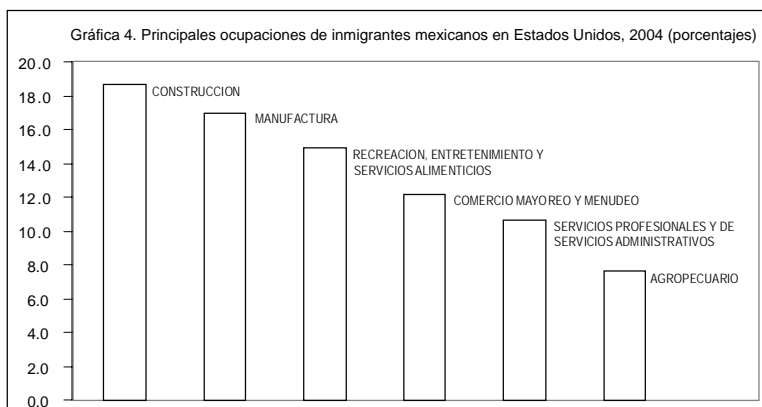 Gráfica 4. Principales ocupaciones de inmigrantes mexicanos en Estados Unidos, 2004 (porcentajes)
20.0
18.0
16.0
14.0
12.0
10.0
8.0
6.0
4.0
2.0
0.0
CONSTRUCCION
MANUFACTURA
RECREACION, ENTRETENIMIENTO Y
SERVICIOS ALIMENTICIOS
COMERCIO MAYOREO Y MENUDEO
SERVICIOS PROFESIONALES Y DE
SERVICIOS ADMINISTRATIVOS
AGROPECUARIO